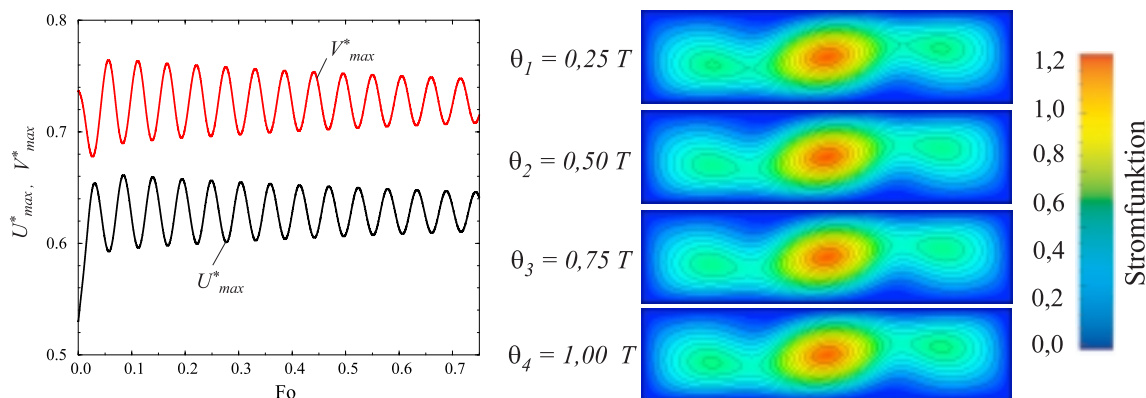 0.8
0.7
0.6
0.5
U*max , V*max
V*max
U*max
0.0 0.1 0.2 0.3 0.4 0.5 0.6 0.7
Fo
θ1 = 0,25 T
θ2 = 0,50 T
θ3 = 0,75 T
θ4 = 1,00 T
1,2
1,0
0,8
0,6
0,4
0,2
0,0
Stromfunktion